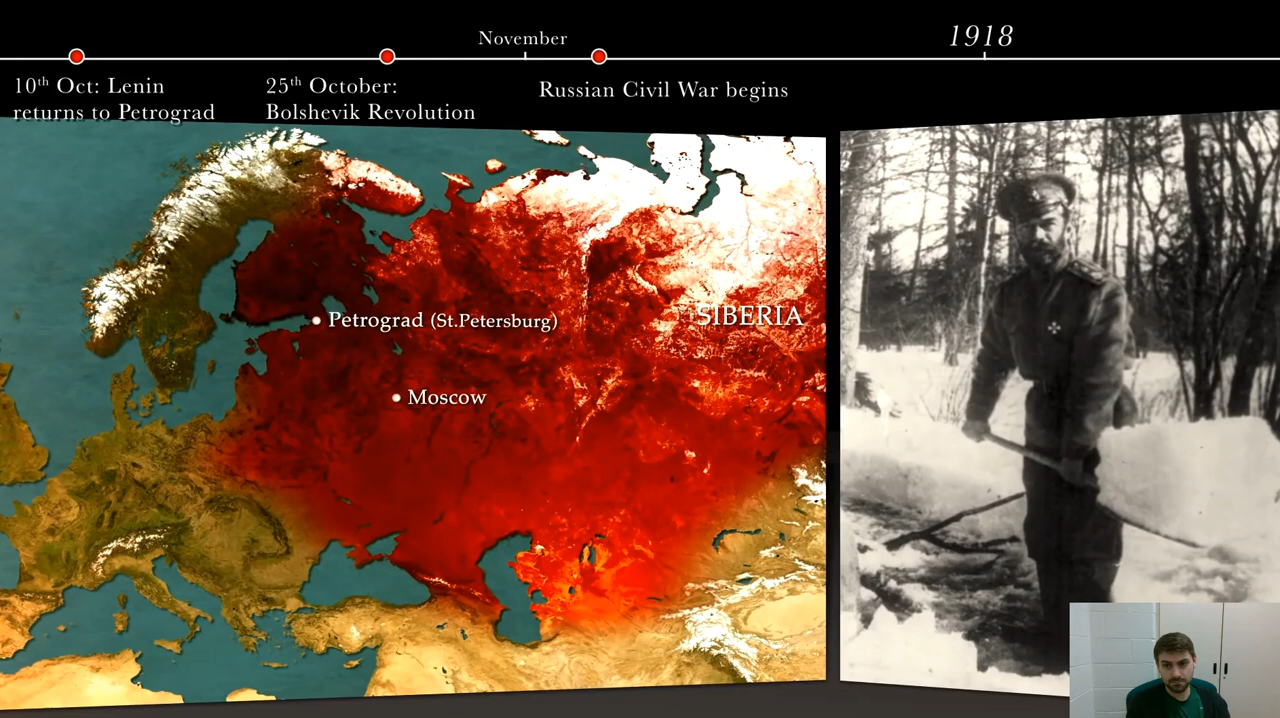 November
1918
10th Oct: Lenin
returns to Petrograd
25th October:
Bolshevik Revolution
Russian Civil War begins
SIBERIA
Petrograd (St.Petersburg)
Moscow